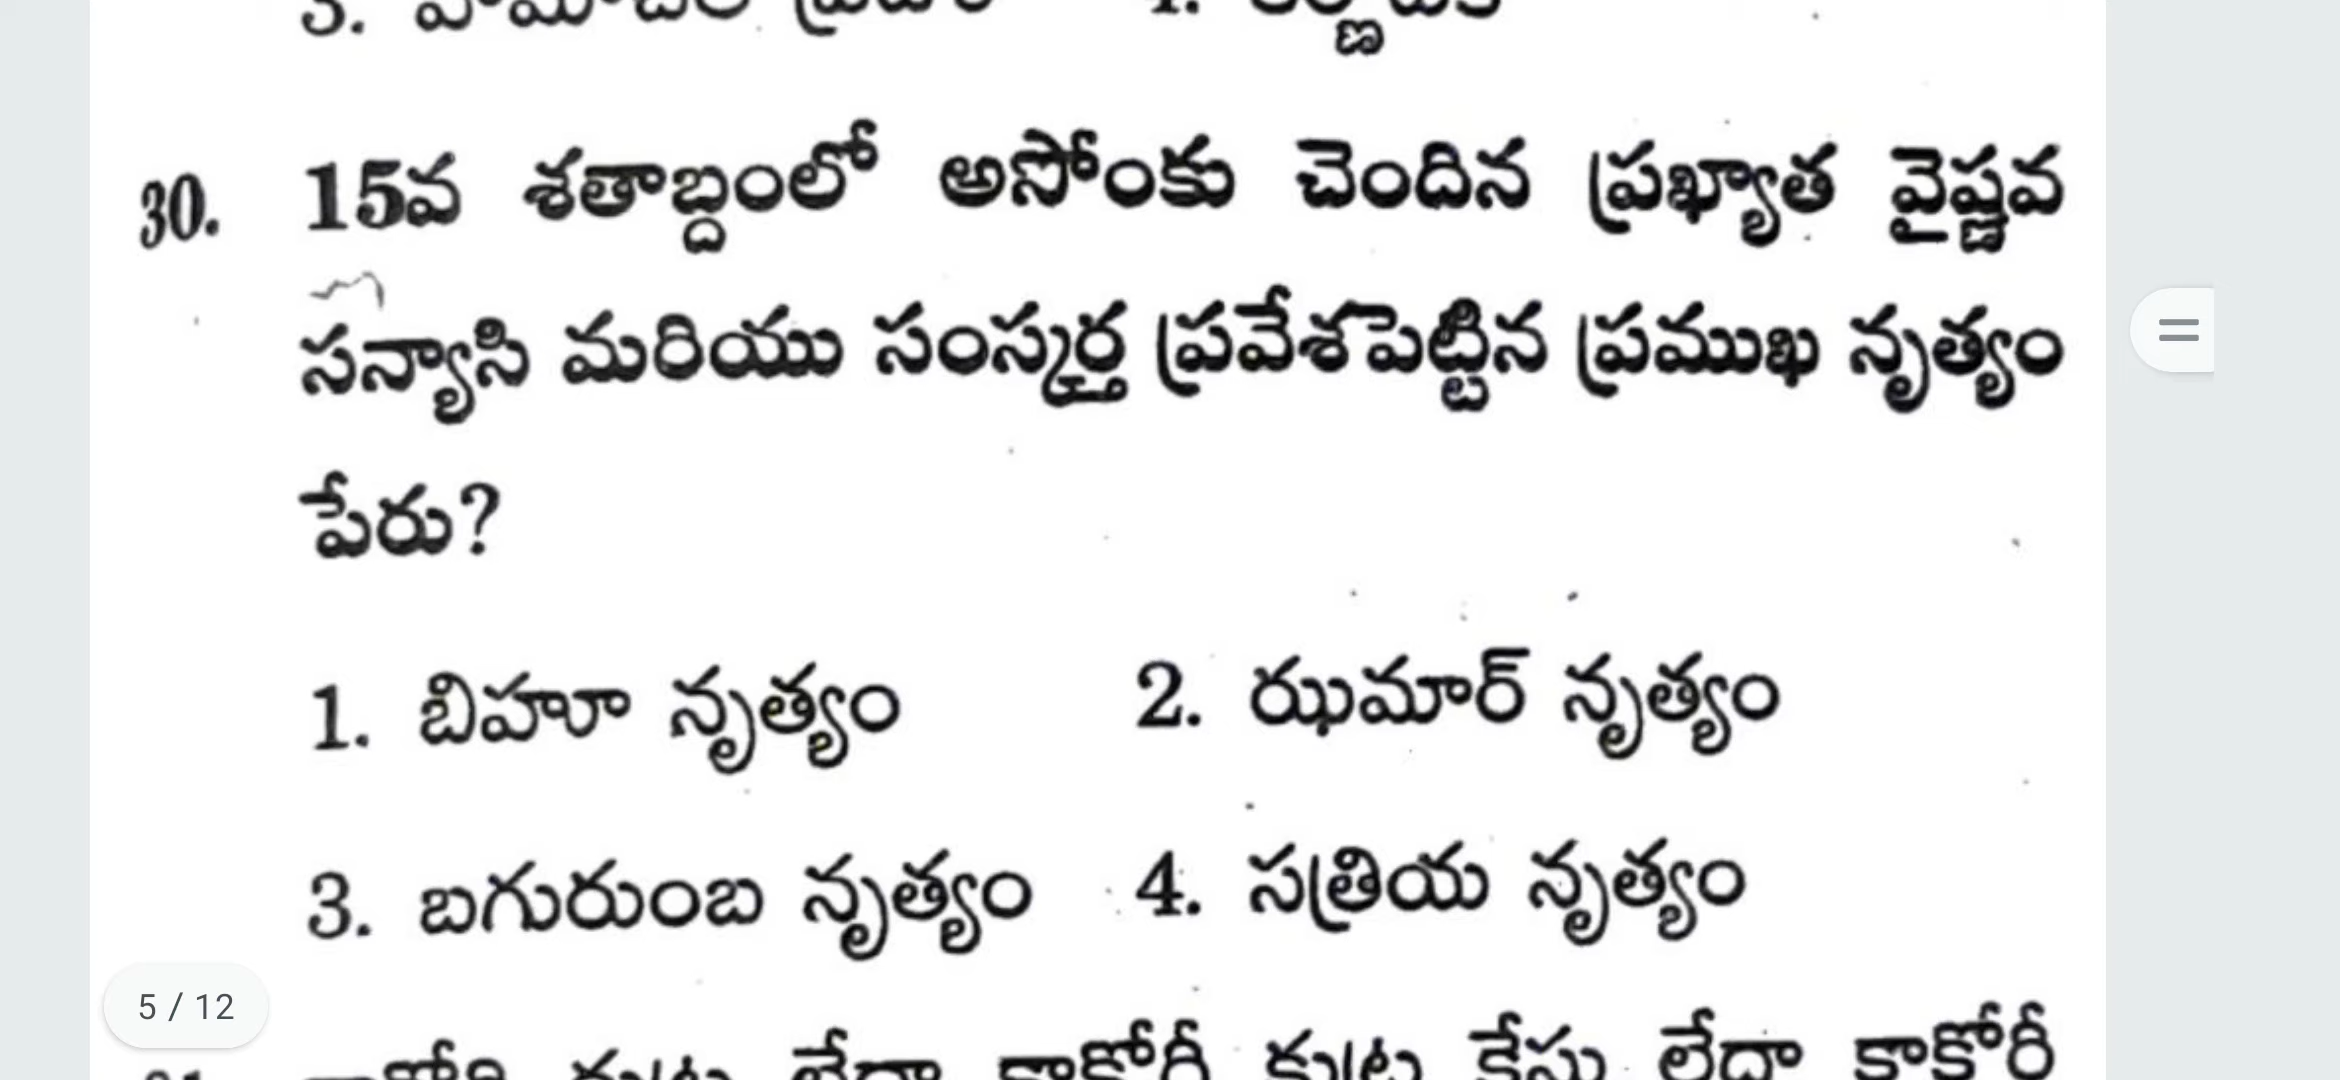 30. 15వ శతాబ్దంలో అసోంకు చెందిన ప్రఖ్యాత వైష్ణవ
సన్యాసి మరియు సంస్కర్త ప్రవేశపెట్టిన ప్రముఖ నృత్యం
పేరు?
1. బిహూ నృత్యం 2. ఝుమార్ నృత్యం
3. బగురుంబ నృత్యం 4. సత్రియ నృత్యం
5 / 12